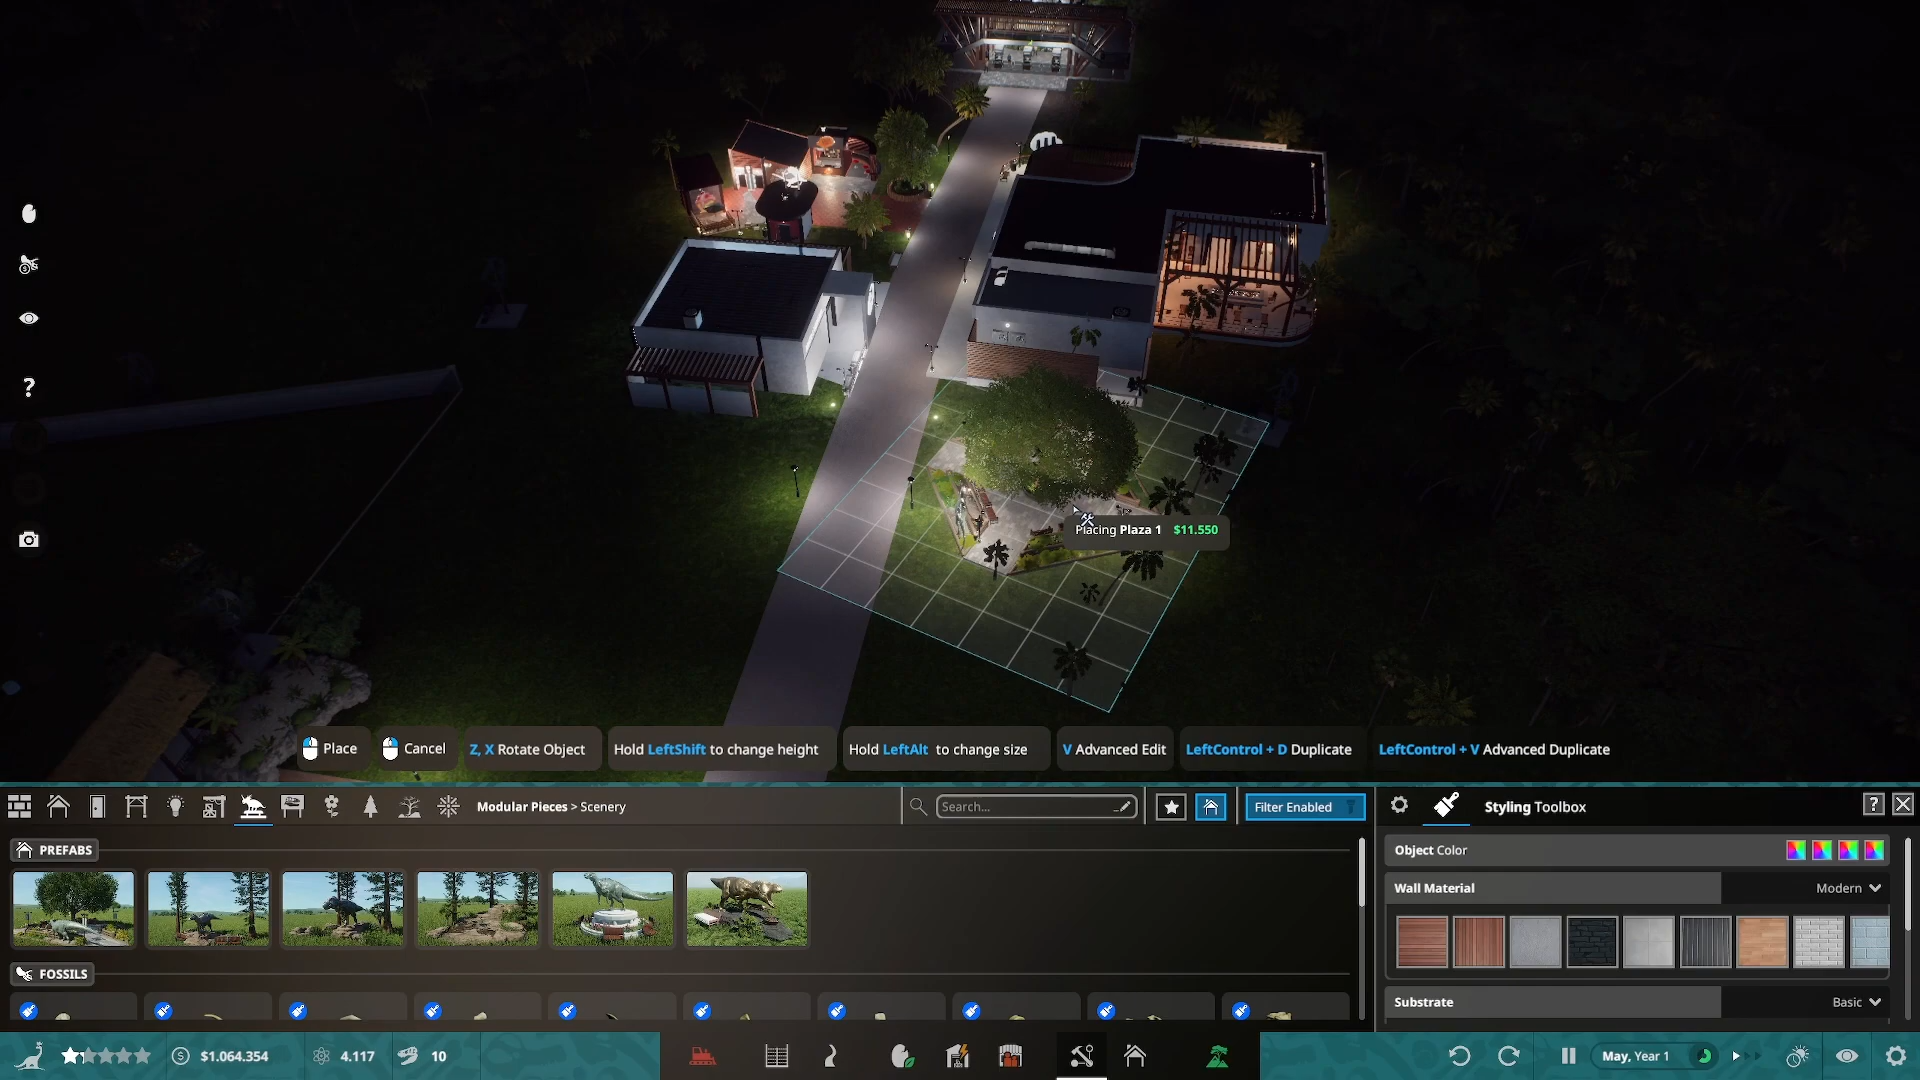 ?
Placing Plaza 1 $11.550
Place
Cancel
Z, X Rotate Object
Hold LeftShift to change height
Hold LeftAlt to change size
V Advanced Edit
LeftControl + D Duplicate
LeftControl + V Advanced Duplicate
Modular Pieces > Scenery
Search...
Filter Enabled
Styling Toolbox
?
PREFABS
Object Color
Wall Material
Modern
FOSSILS
Substrate
Basic
$1.064.354
4.117
10
May, Year 1